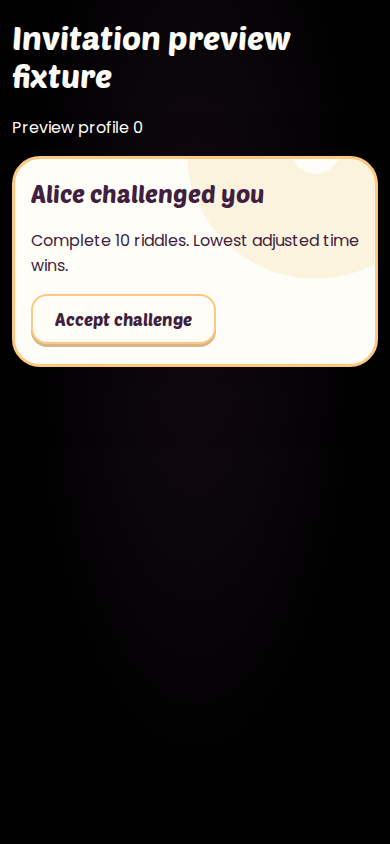 Invitation preview
fixture
Preview profile 0
Alice challenged you
Complete 10 riddles. Lowest adjusted time
wins.
Accept challenge